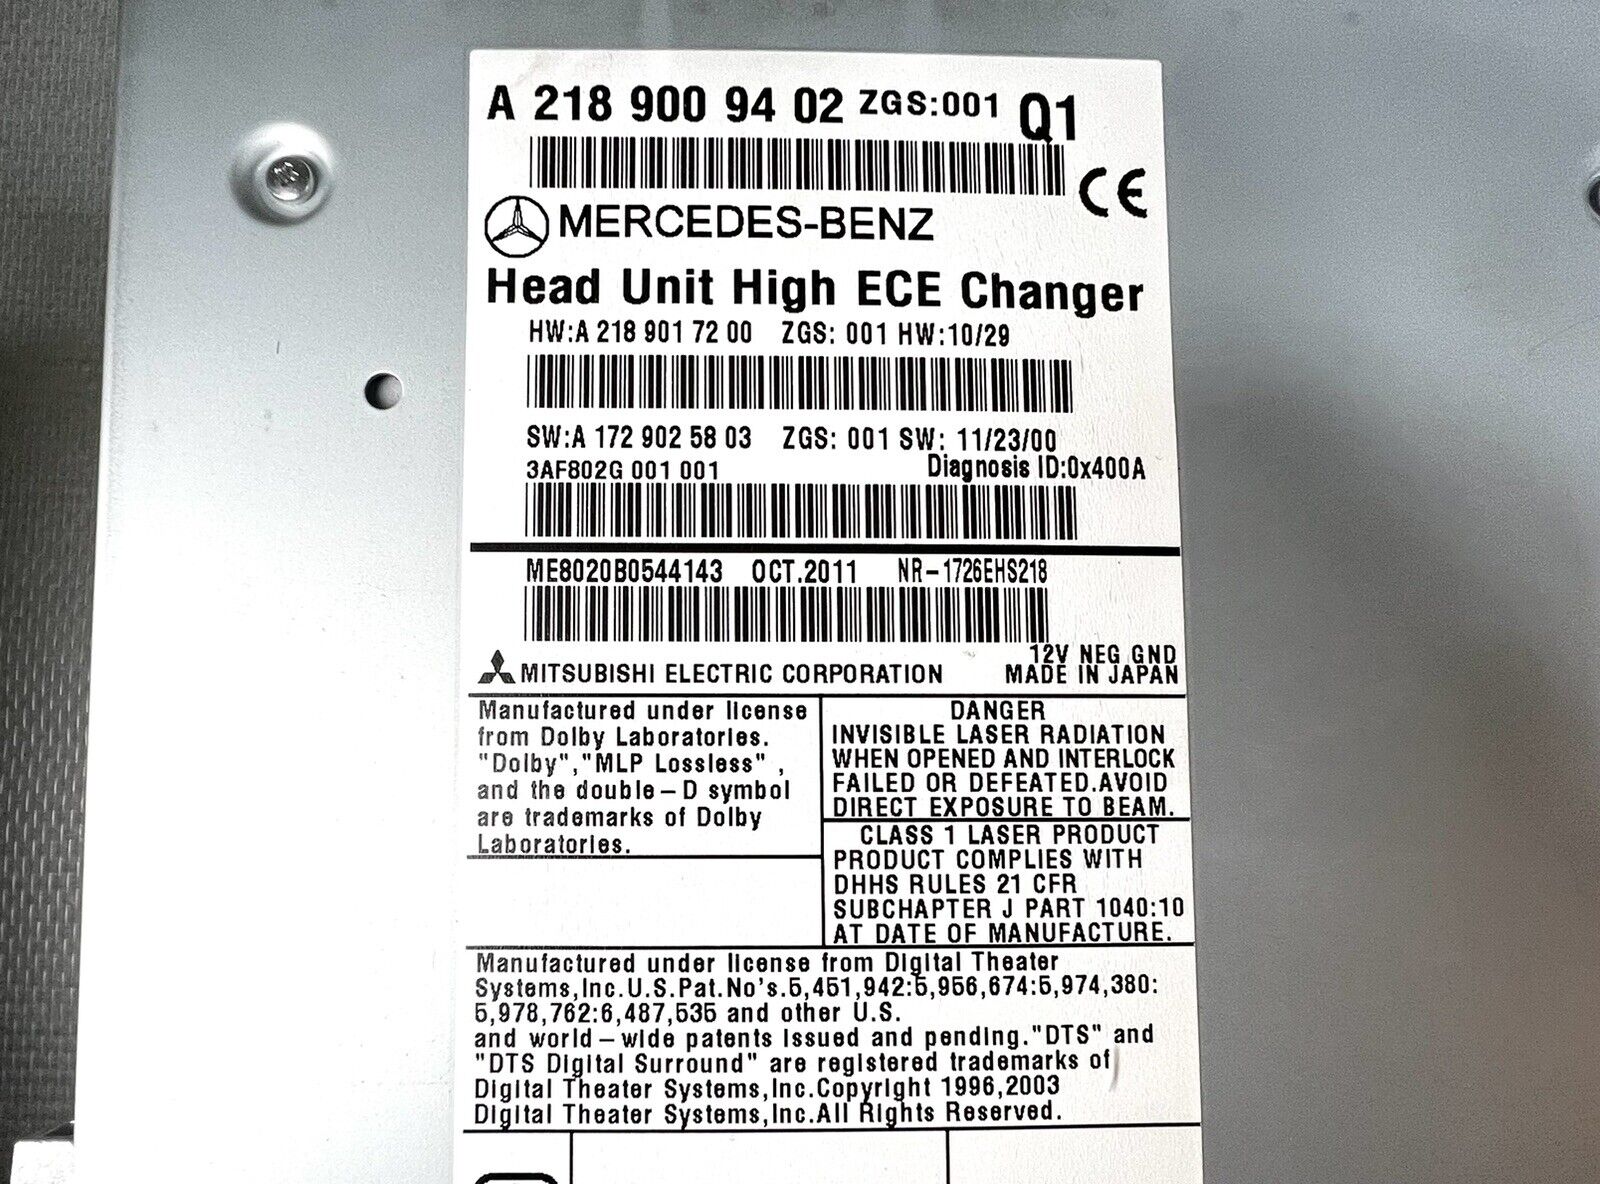 A 218 900 94 02 ZGS:001 Q1
CE
MERCEDES-BENZ
Head Unit High ECE Changer
HW:A 218 901 72 00 ZGS: 001 HW:10/29
SW:A 172 902 58 03 ZGS: 001 SW: 11/23/00
3AF802G 001 001 Diagnosis ID:0x400A
ME8020B0544143 OCT.2011 NR-1726EHS218
12V NEG GND
MITSUBISHI ELECTRIC CORPORATION MADE IN JAPAN
Manufactured under license
from Dolby Laboratories.
"Dolby","MLP Lossless" ,
and the double-D symbol
are trademarks of Dolby
Laboratories.
DANGER
INVISIBLE LASER RADIATION
WHEN OPENED AND INTERLOCK
FAILED OR DEFEATED.AVOID
DIRECT EXPOSURE TO BEAM.
CLASS 1 LASER PRODUCT
PRODUCT COMPLIES WITH
DHHS RULES 21 CFR
SUBCHAPTER J PART 1040:10
AT DATE OF MANUFACTURE.
Manufactured under license from Digital Theater
Systems,Inc.U.S.Pat.No's.5,451,942:5,956,674:5,974,380:
5,978,762:6,487,535 and other U.S.
and world-wide patents issued and pending."DTS" and
"DTS Digital Surround" are registered trademarks of
Digital Theater Systems,Inc.Copyright 1996,2003
Digital Theater Systems,Inc.All Rights Reserved.